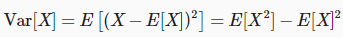 Var[X] = E [(X − E[X])²] = E[X²] − E[X]²